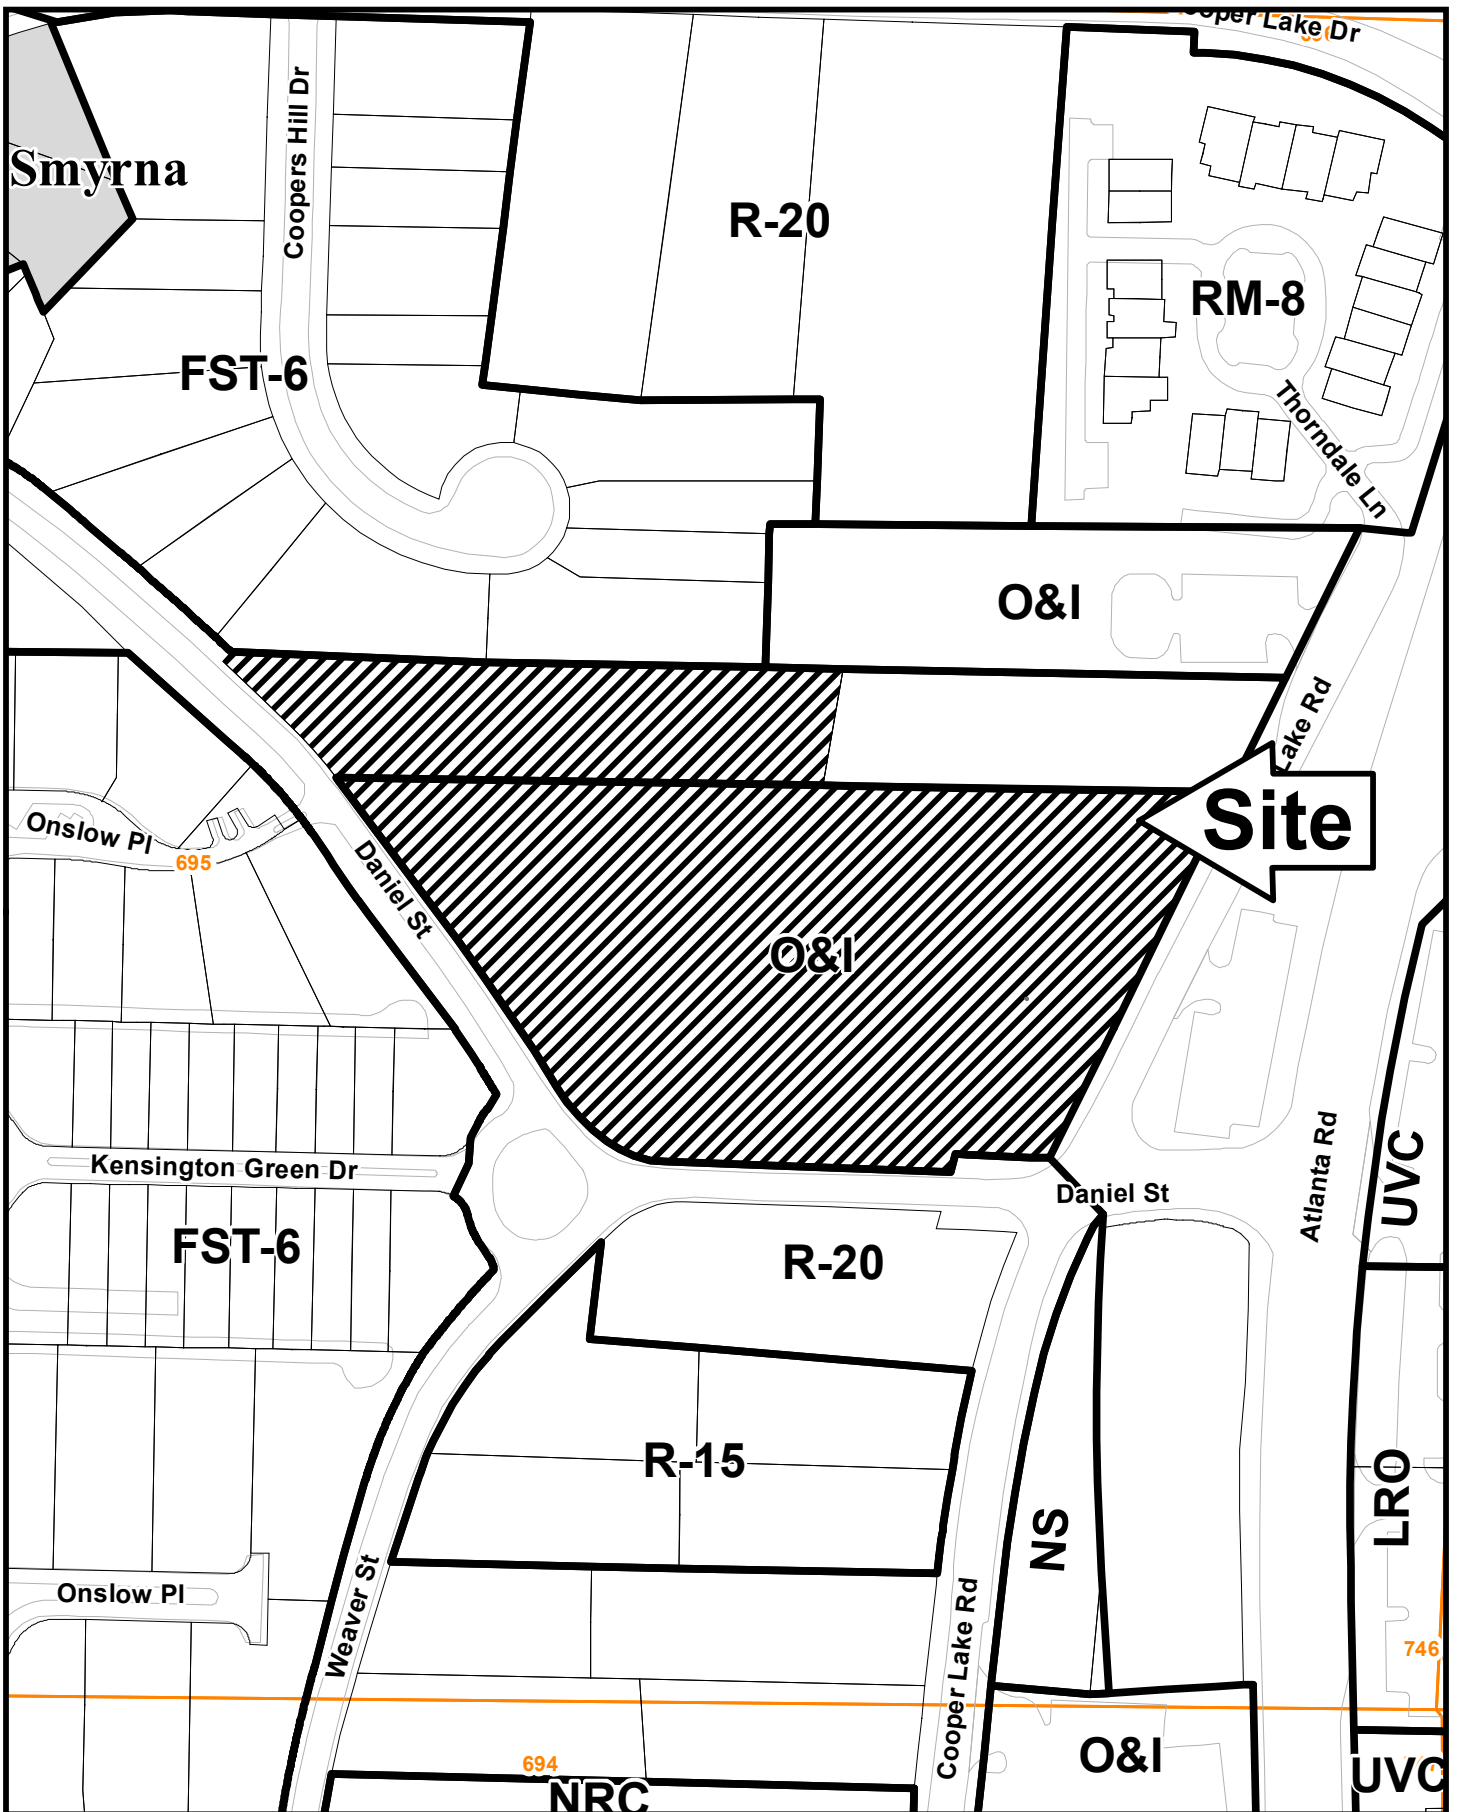 Cooper Lake Dr
Coopers Hill Dr
Smyrna
R-20
RM-8
FST-6
Thorndale Ln
O&I
Lake Rd
Site
Onslow Pl
695
Daniel St
O&I
Kensington Green Dr
Daniel St
Atlanta Rd
UVC
FST-6
R-20
R-15
LRO
NS
Onslow Pl
Weaver St
Cooper Lake Rd
746
694
O&I
UVC
NRC